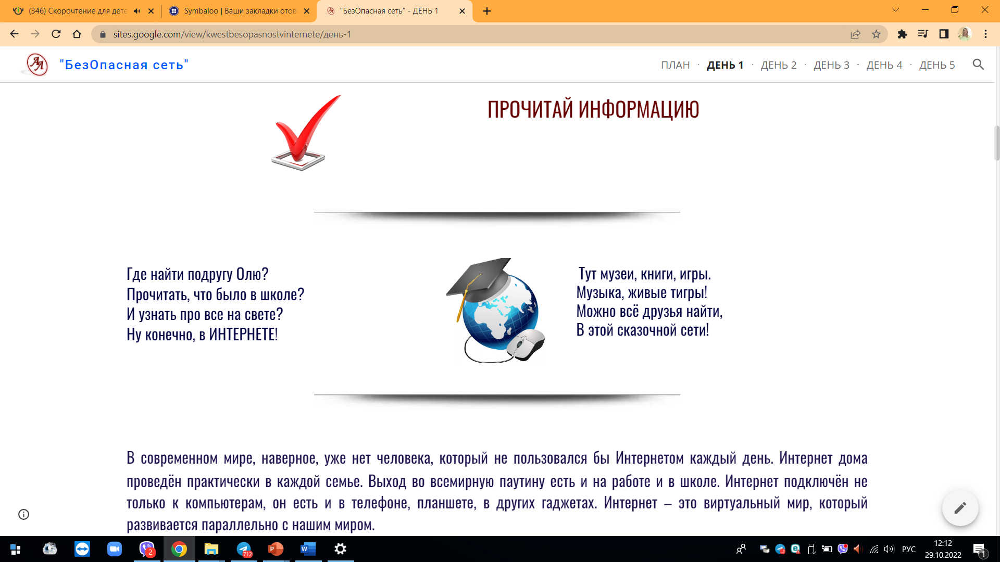 (346) Скорочтение для дете
Symbaloo | Ваши закладки отов
"БезОпасная сеть" - ДЕНЬ 1
sites.google.com/view/kwestbesopasnostvinternete/день-1
АЛ
"БезОпасная сеть"
ПЛАН · ДЕНЬ 1 · ДЕНЬ 2 · ДЕНЬ 3 · ДЕНЬ 4 · ДЕНЬ 5
ПРОЧИТАЙ ИНФОРМАЦИЮ
Где найти подругу Олю?
Прочитать, что было в школе?
И узнать про все на свете?
Ну конечно, в ИНТЕРНЕТЕ!
Тут музеи, книги, игры.
Музыка, живые тигры!
Можно всё друзья найти,
В этой сказочной сети!
В современном мире, наверное, уже нет человека, который не пользовался бы Интернетом каждый день. Интернет дома
проведён практически в каждой семье. Выход во всемирную паутину есть и на работе и в школе. Интернет подключён не
только к компьютерам, он есть и в телефоне, планшете, в других гаджетах. Интернет – это виртуальный мир, который
развивается параллельно с нашим миром.
2
712
P
W
2
РУС
12:12
29.10.2022
1